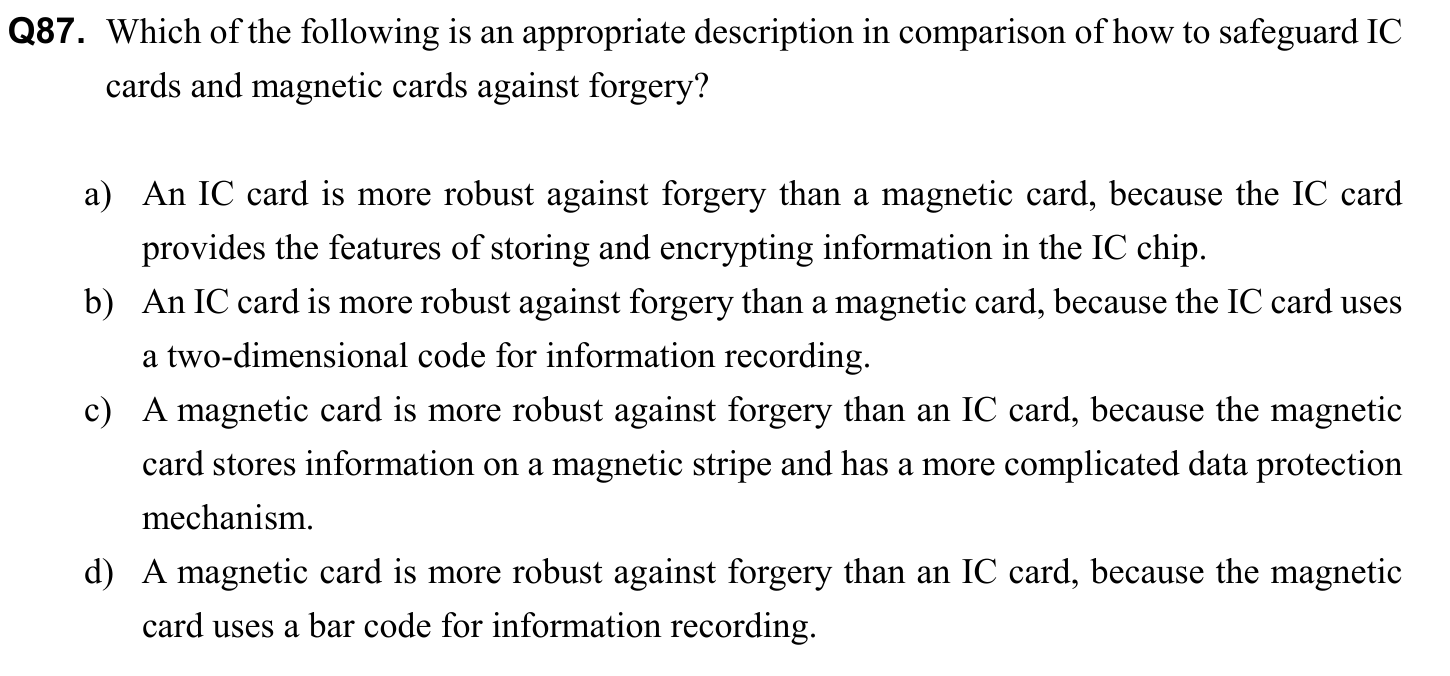 Q87. Which of the following is an appropriate description in comparison of how to safeguard IC
cards and magnetic cards against forgery?
a) An IC card is more robust against forgery than a magnetic card, because the IC card
provides the features of storing and encrypting information in the IC chip.
b) An IC card is more robust against forgery than a magnetic card, because the IC card uses
a two-dimensional code for information recording.
c) A magnetic card is more robust against forgery than an IC card, because the magnetic
card stores information on a magnetic stripe and has a more complicated data protection
mechanism.
d) A magnetic card is more robust against forgery than an IC card, because the magnetic
card uses a bar code for information recording.